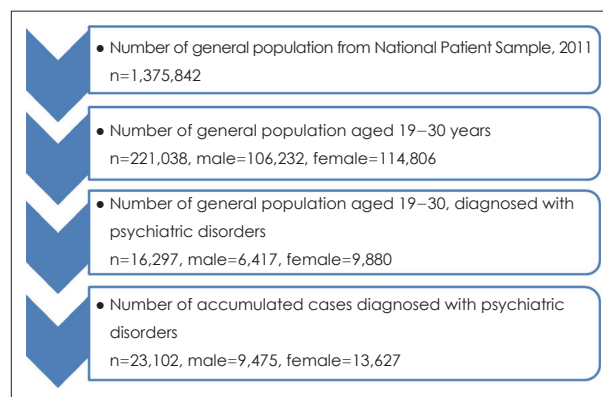 ● Number of general population from National Patient Sample, 2011
n=1,375,842
● Number of general population aged 19–30 years
n=221,038, male=106,232, female=114,806
● Number of general population aged 19–30, diagnosed with
psychiatric disorders
n=16,297, male=6,417, female=9,880
● Number of accumulated cases diagnosed with psychiatric
disorders
n=23,102, male=9,475, female=13,627